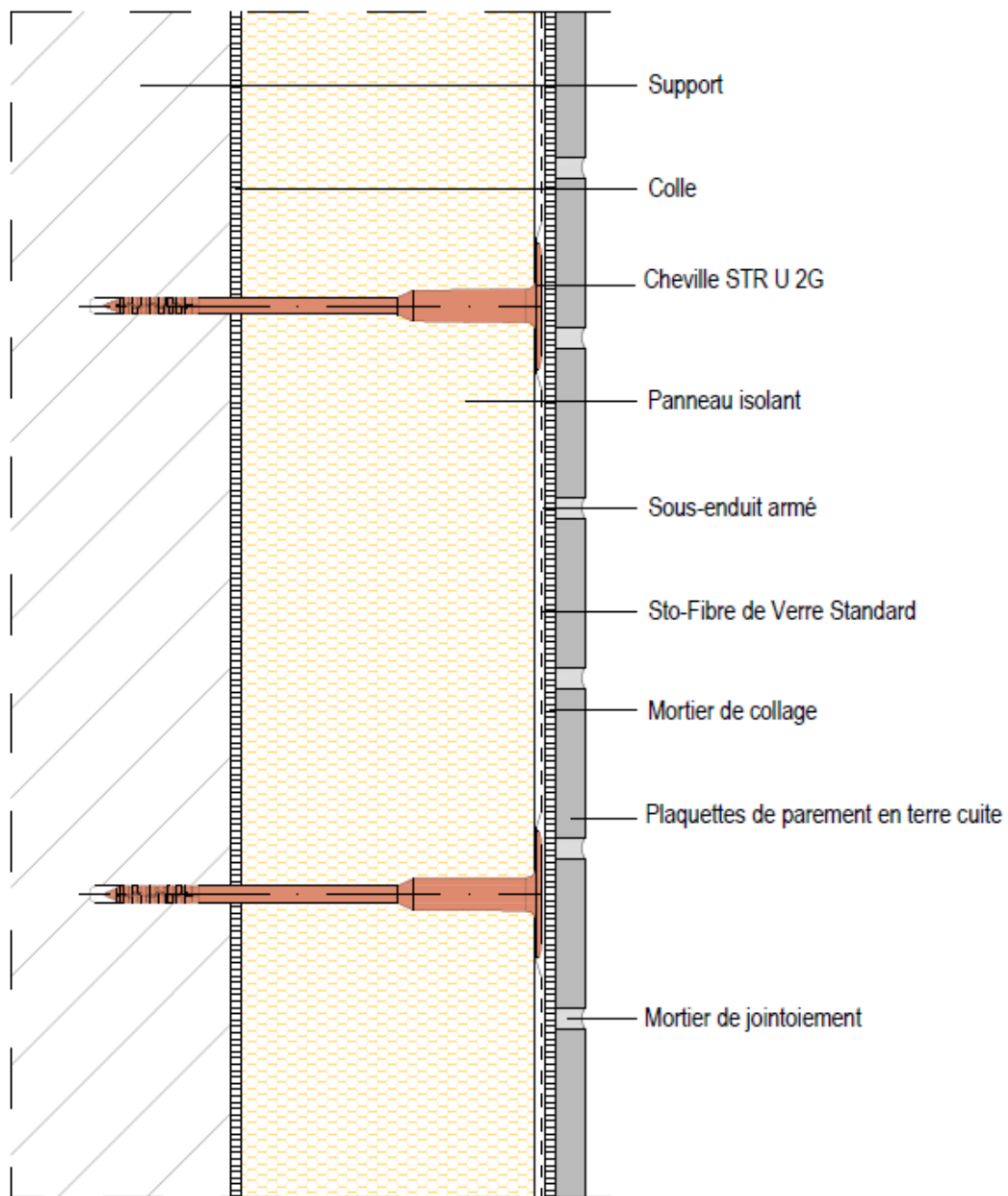 Support
Colle
Cheville STR U 2G
Panneau isolant
Sous-enduit armé
Sto-Fibre de Verre Standard
Mortier de collage
Plaquettes de parement en terre cuite
Mortier de jointoiement